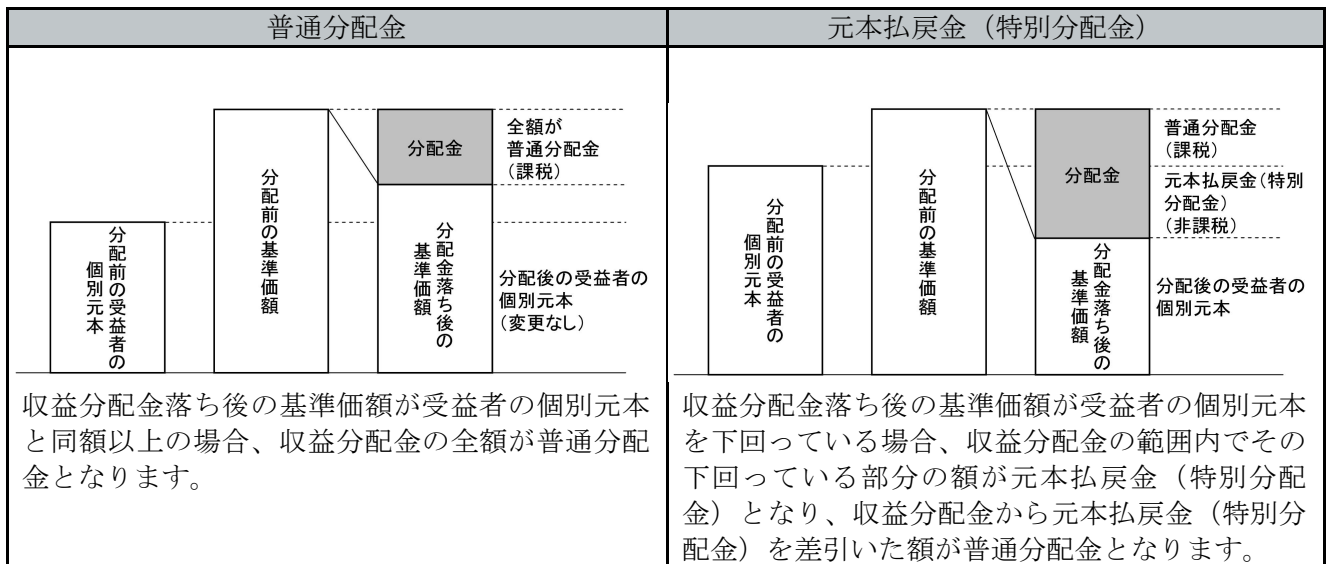 普通分配金
分配前の受益者の
個別元本
分配前の基準価額
分配金
分配金落ち後の
基準価額
全額が
普通分配金
(課税)
分配後の受益者の
個別元本
(変更なし)
収益分配金落ち後の基準価額が受益者の個別元本
と同額以上の場合、収益分配金の全額が普通分配
金となります。
元本払戻金（特別分配金）
分配前の受益者の
個別元本
分配前の基準価額
分配金
分配金落ち後の
基準価額
普通分配金
(課税)
元本払戻金(特別
分配金)
(非課税)
分配後の受益者の
個別元本
収益分配金落ち後の基準価額が受益者の個別元本
を下回っている場合、収益分配金の範囲内でその
下回っている部分の額が元本払戻金（特別分配
金）となり、収益分配金から元本払戻金（特別分
配金）を差引いた額が普通分配金となります。